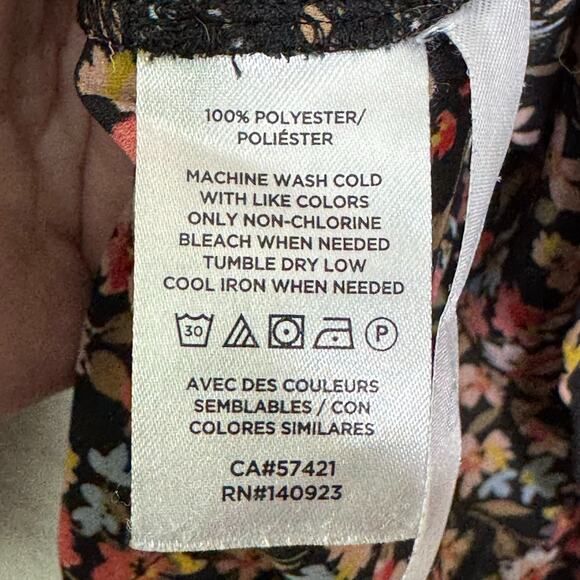 100% POLYESTER/
POLIÉSTER
MACHINE WASH COLD
WITH LIKE COLORS
ONLY NON-CHLORINE
BLEACH WHEN NEEDED
TUMBLE DRY LOW
COOL IRON WHEN NEEDED
30 P
AVEC DES COULEURS
SEMBLABLES / CON
COLORES SIMILARES
CA#57421
RN#140923